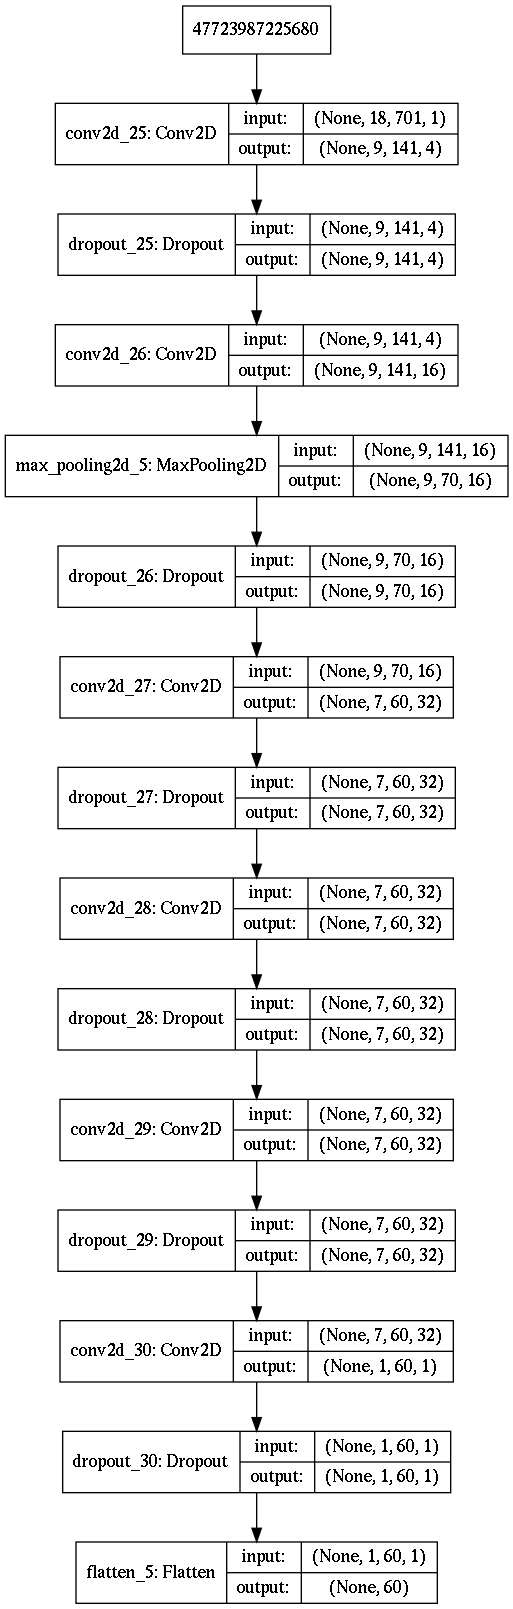 47723987225680
conv2d_25: Conv2D
input: (None, 18, 701, 1)
output: (None, 9, 141, 4)
dropout_25: Dropout
input: (None, 9, 141, 4)
output: (None, 9, 141, 4)
conv2d_26: Conv2D
input: (None, 9, 141, 4)
output: (None, 9, 141, 16)
max_pooling2d_5: MaxPooling2D
input: (None, 9, 141, 16)
output: (None, 9, 70, 16)
dropout_26: Dropout
input: (None, 9, 70, 16)
output: (None, 9, 70, 16)
conv2d_27: Conv2D
input: (None, 9, 70, 16)
output: (None, 7, 60, 32)
dropout_27: Dropout
input: (None, 7, 60, 32)
output: (None, 7, 60, 32)
conv2d_28: Conv2D
input: (None, 7, 60, 32)
output: (None, 7, 60, 32)
dropout_28: Dropout
input: (None, 7, 60, 32)
output: (None, 7, 60, 32)
conv2d_29: Conv2D
input: (None, 7, 60, 32)
output: (None, 7, 60, 32)
dropout_29: Dropout
input: (None, 7, 60, 32)
output: (None, 7, 60, 32)
conv2d_30: Conv2D
input: (None, 7, 60, 32)
output: (None, 1, 60, 1)
dropout_30: Dropout
input: (None, 1, 60, 1)
output: (None, 1, 60, 1)
flatten_5: Flatten
input: (None, 1, 60, 1)
output: (None, 60)